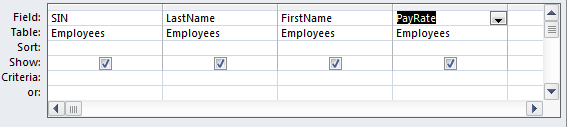 Field: SIN LastName FirstName PayRate
Table: Employees Employees Employees Employees
Sort:
Show:
Criteria:
or: